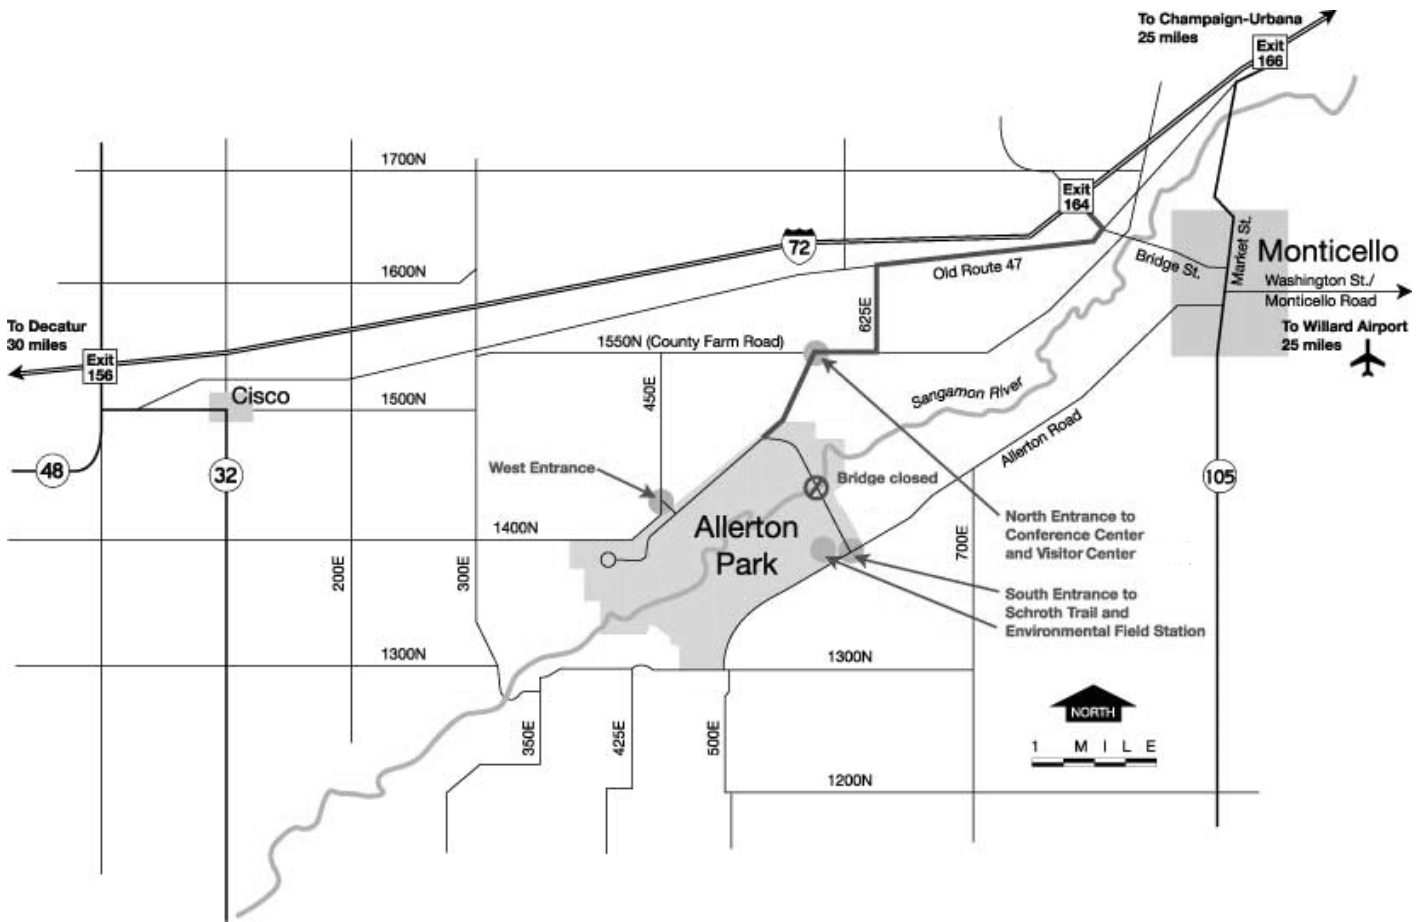 To Champaign-Urbana
25 miles
Exit
166
1700N
Exit
164
72
1600N
Old Route 47
Bridge St.
Market St.
Monticello
Washington St./
Monticello Road
To Decatur
30 miles
Exit
156
625E
1550N (County Farm Road)
To Willard Airport
25 miles
Cisco
1500N
450E
Sangamon River
Allerton Road
48
32
West Entrance
Bridge closed
105
1400N
Allerton
Park
North Entrance to
Conference Center
and Visitor Center
200E
300E
700E
South Entrance to
Schroth Trail and
Environmental Field Station
1300N
1300N
350E
425E
500E
NORTH
1 MILE
1200N